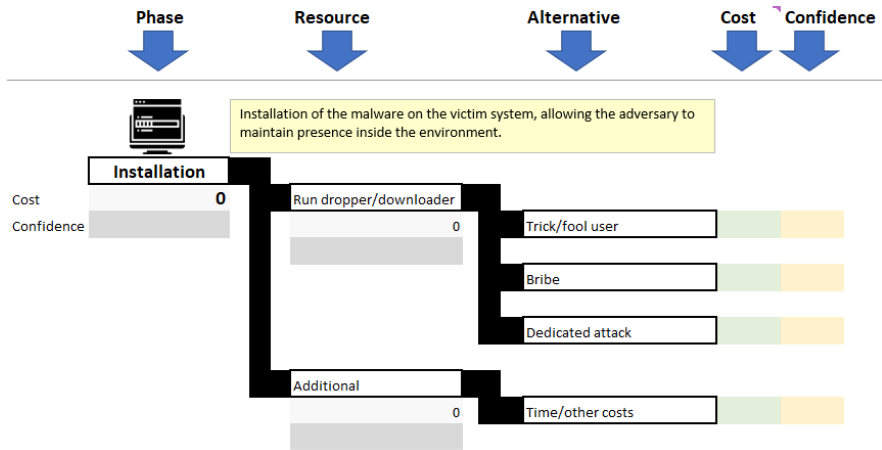 Phase Resource Alternative Cost Confidence
Installation of the malware on the victim system, allowing the adversary to
maintain presence inside the environment.
Installation
Cost 0 Run dropper/downloader
Confidence 0 Trick/fool user
Bribe
Dedicated attack
Additional
0 Time/other costs